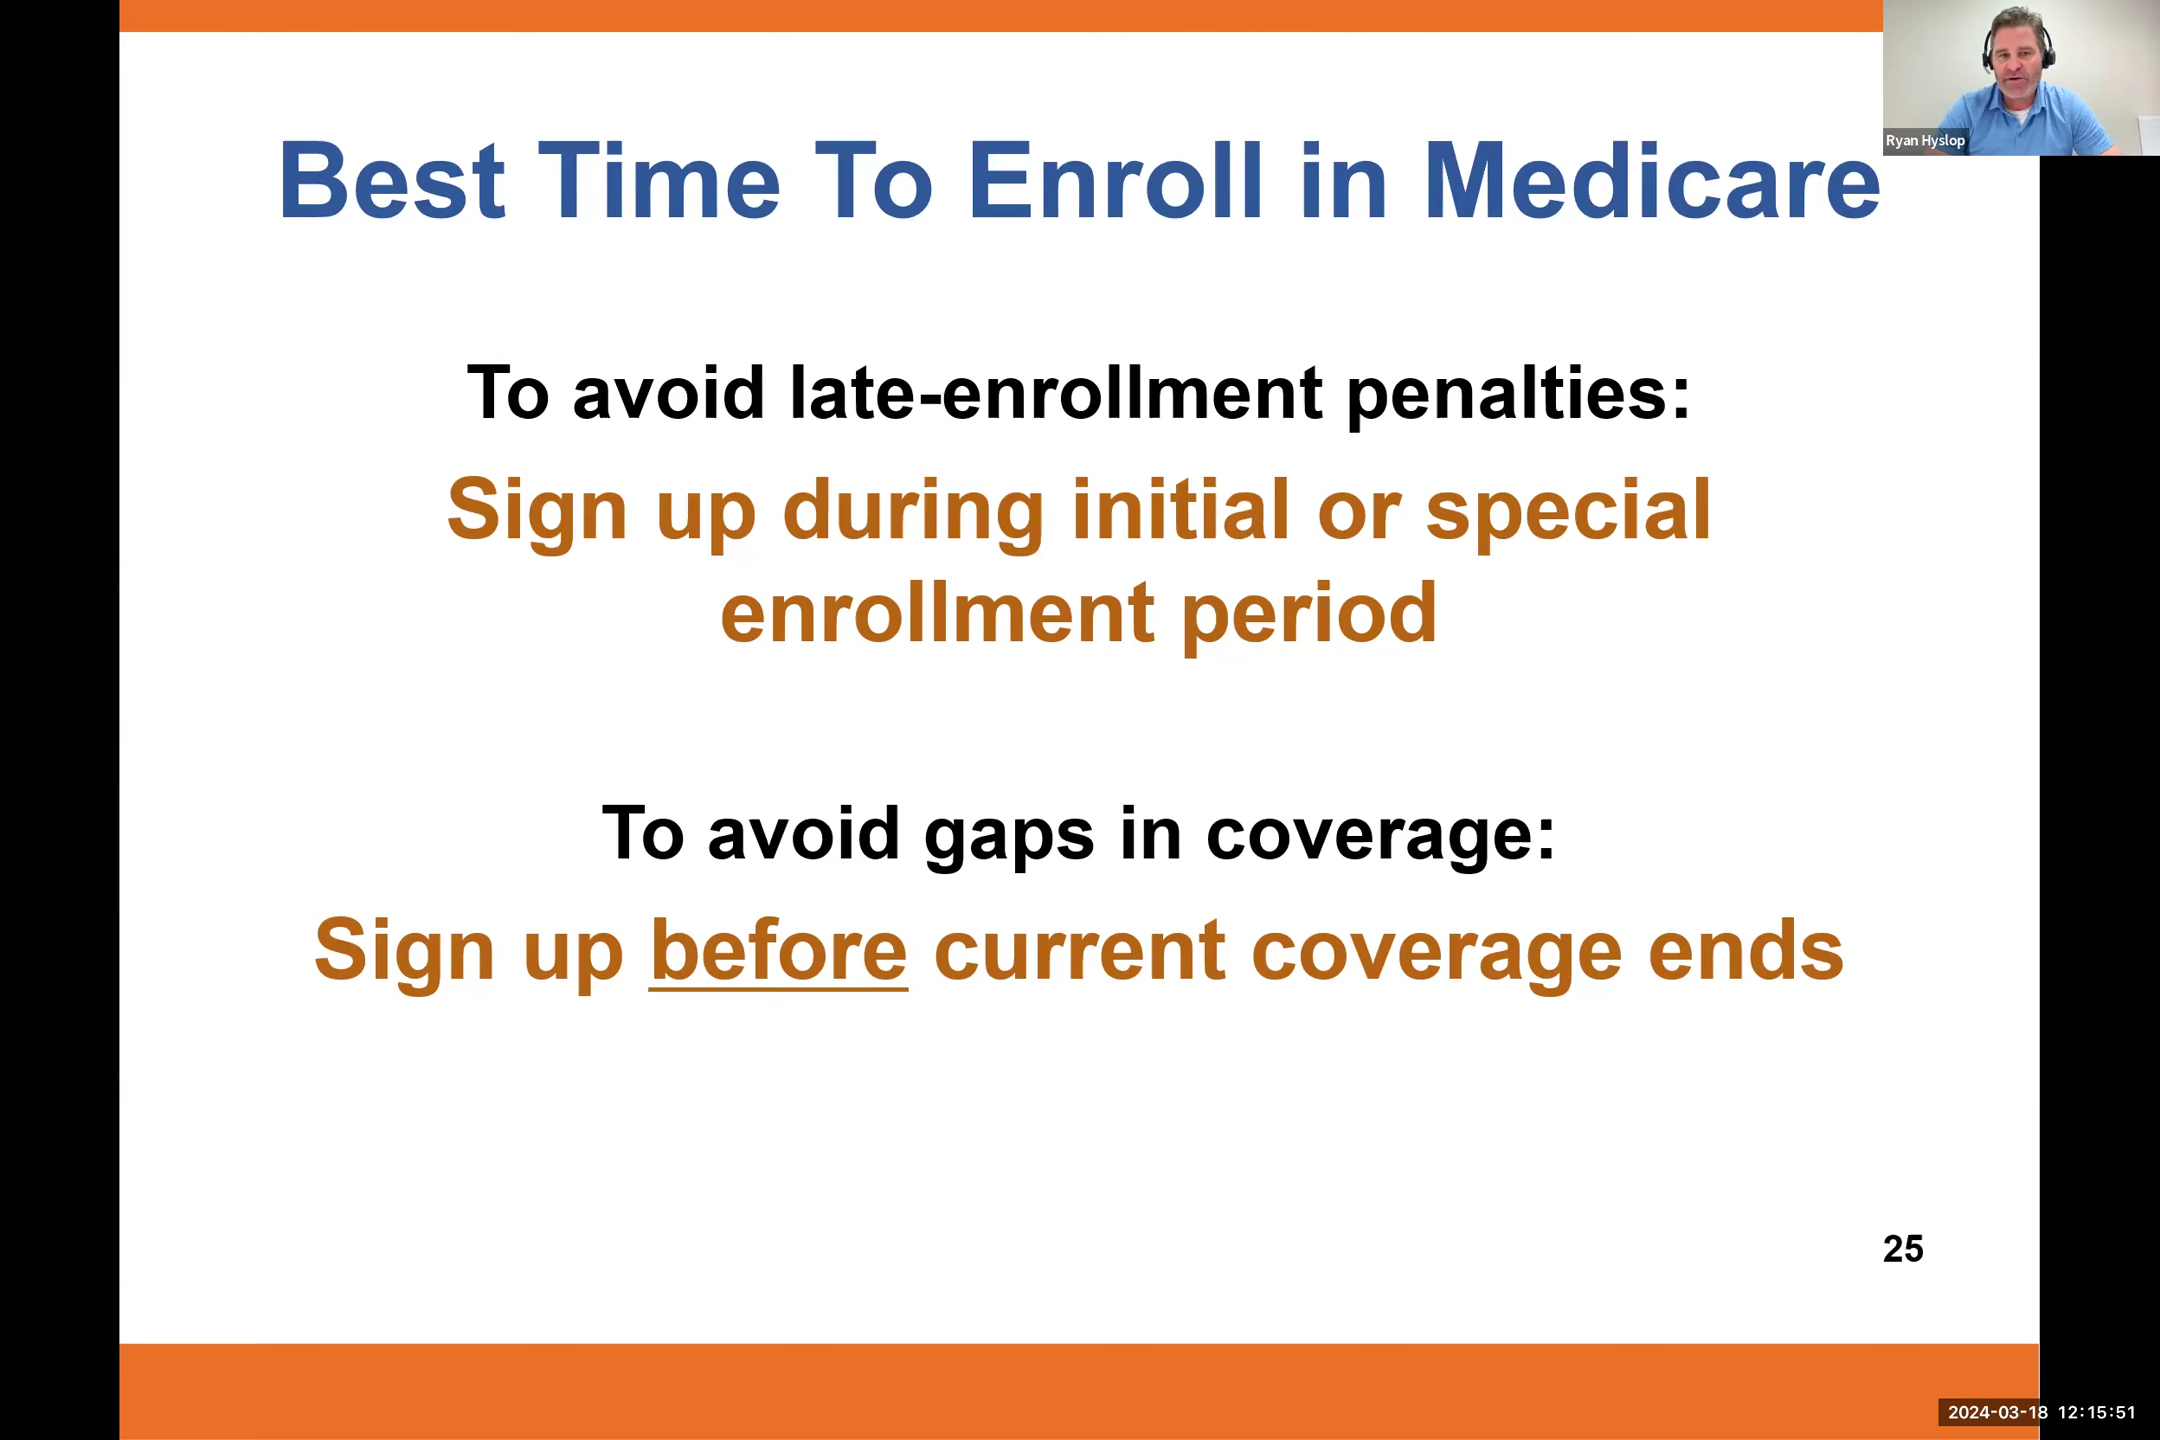 Ryan Hyslop
Best Time To Enroll in Medicare
To avoid late-enrollment penalties:
Sign up during initial or special
enrollment period
To avoid gaps in coverage:
Sign up before current coverage ends
25
2024-03-18 12:15:51